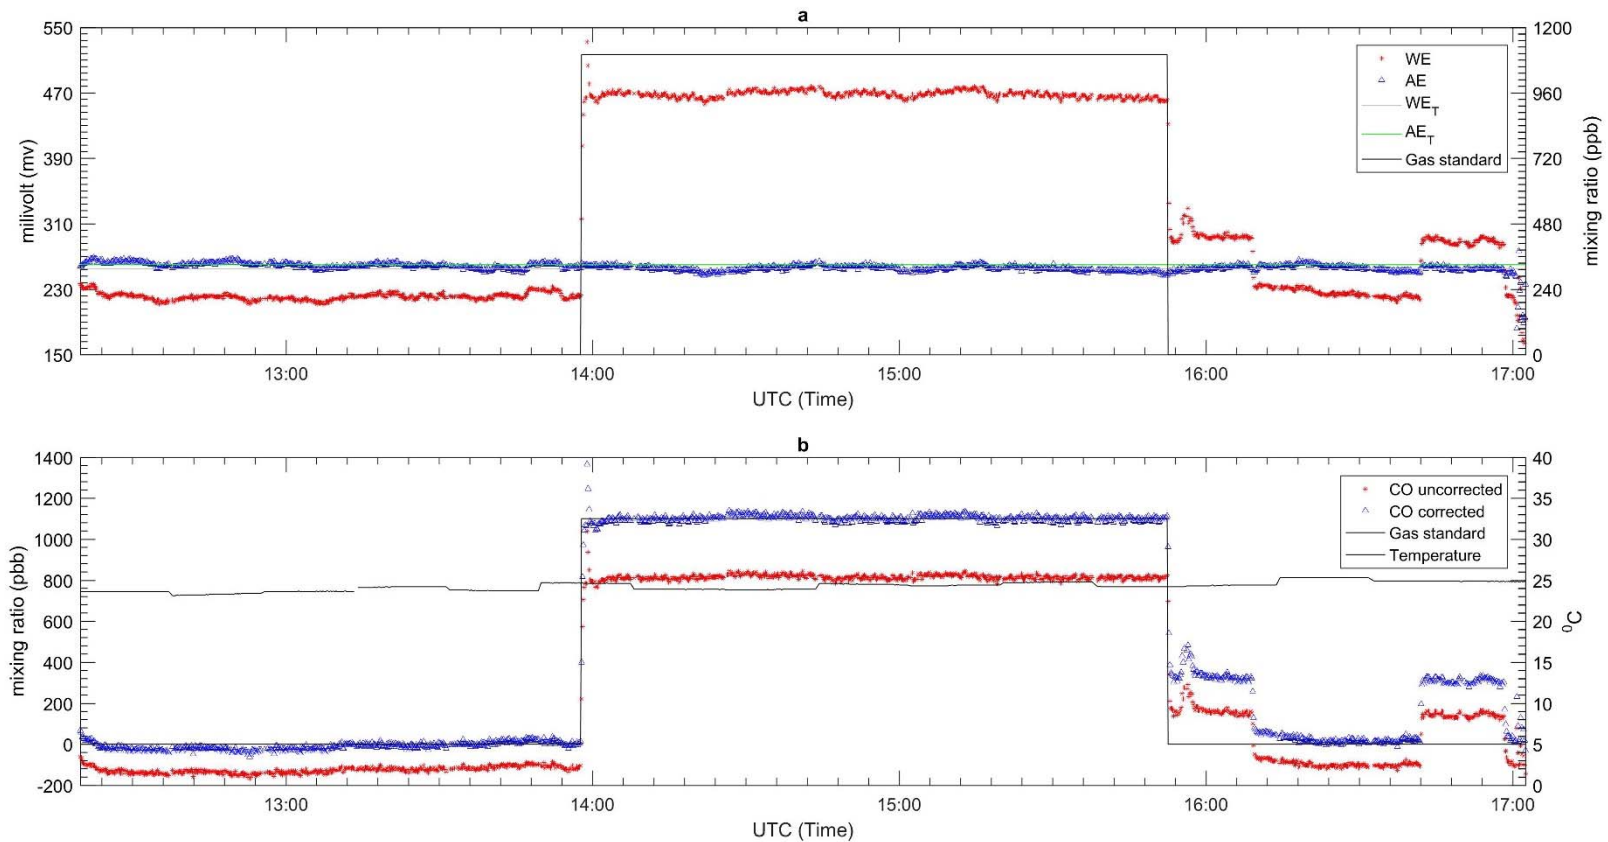 a
550
470
390
310
230
150
milivolt (mv)
1200
960
720
480
240
0
mixing ratio (ppb)
WE
AE
WE_T
AE_T
Gas standard
13:00 14:00 15:00 16:00 17:00
UTC (Time)
b
1400
1200
1000
800
600
400
200
0
-200
mixing ratio (pbb)
40
35
30
25
20
15
10
5
0
⁰C
CO uncorrected
CO corrected
Gas standard
Temperature
13:00 14:00 15:00 16:00 17:00
UTC (Time)